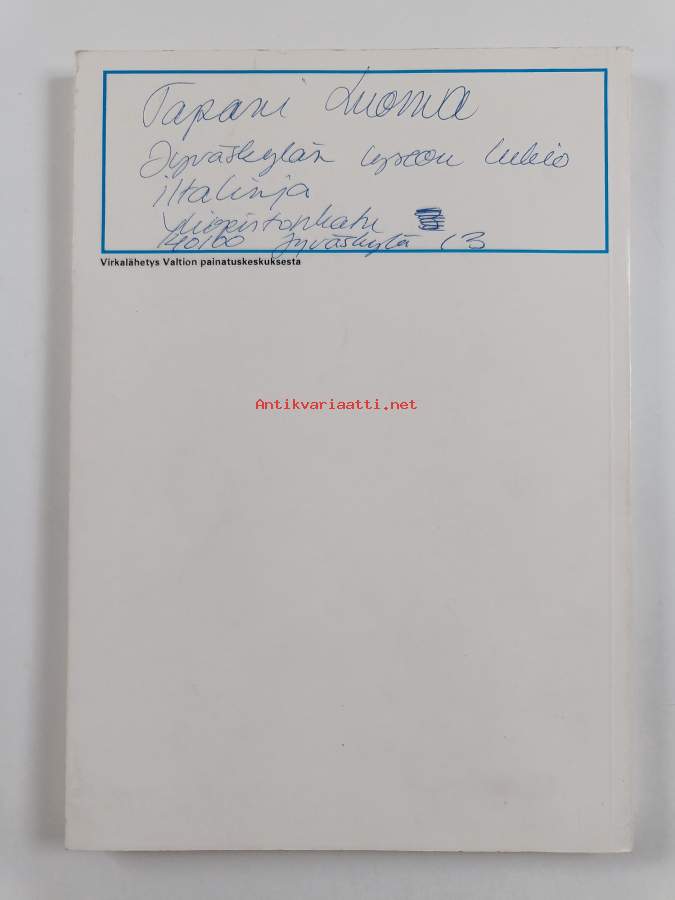 Tapani Luoma
Jyväskylän lyseon lukio
iltalinja
Yliopistonkatu 13
40100 Jyväskylä
Virkalähetys Valtion painatuskeskuksesta
Antikvariaatti.net